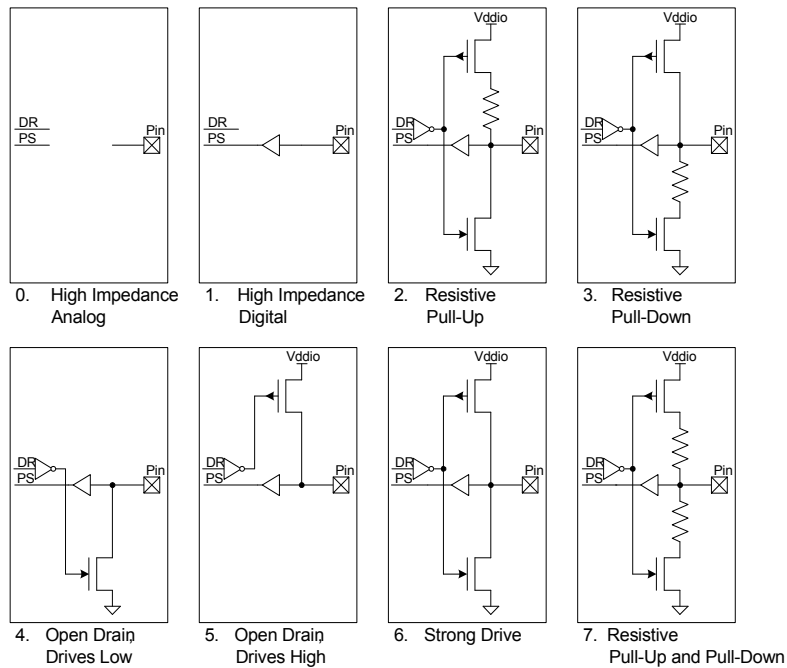 Vddio
Vddio
DR
PS
Pin
DR
PS
Pin
DR
PS
Pin
DR
PS
Pin
0. High Impedance
Analog
1. High Impedance
Digital
2. Resistive
Pull-Up
3. Resistive
Pull-Down
Vddio
Vddio
Vddio
DR
PS
Pin
DR
PS
Pin
DR
PS
Pin
DR
PS
Pin
4. Open Drain,
Drives Low
5. Open Drain,
Drives High
6. Strong Drive
7. Resistive
Pull-Up and Pull-Down